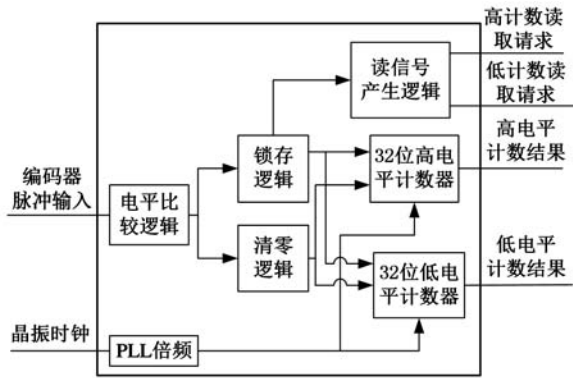 高计数读
取请求
读信号
产生逻辑
低计数读
取请求
高电平
计数结果
锁存
逻辑
32位高电
平计数器
编码器
脉冲输入
电平比
较逻辑
清零
逻辑
32位低电
平计数器
低电平
计数结果
晶振时钟
PLL倍频